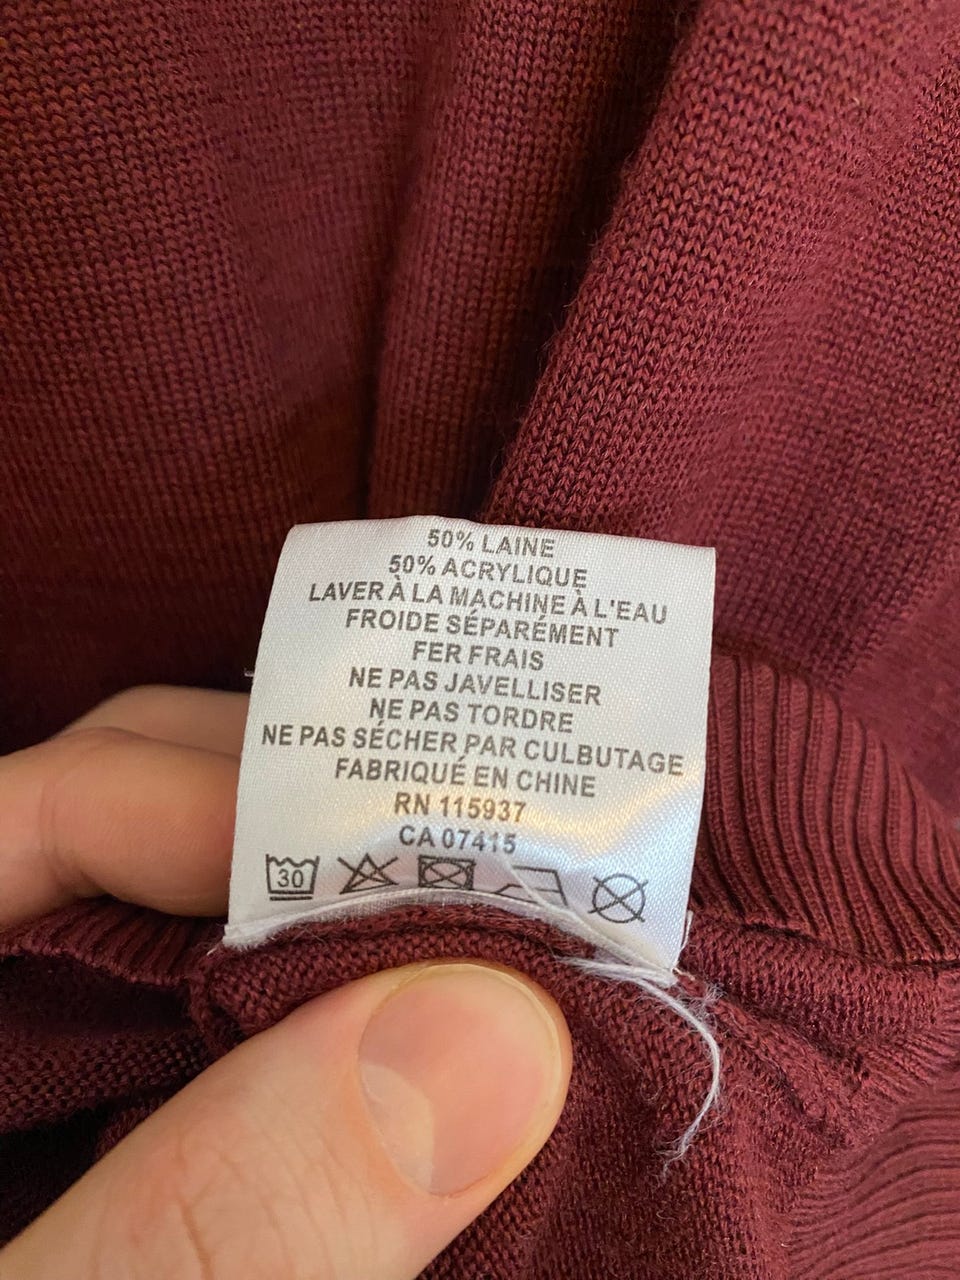 50% LAINE
50% ACRYLIQUE
LAVER À LA MACHINE À L'EAU
FROIDE SÉPARÉMENT
FER FRAIS
NE PAS JAVELLISER
NE PAS TORDRE
NE PAS SÉCHER PAR CULBUTAGE
FABRIQUÉ EN CHINE
RN 115937
CA 07415
30